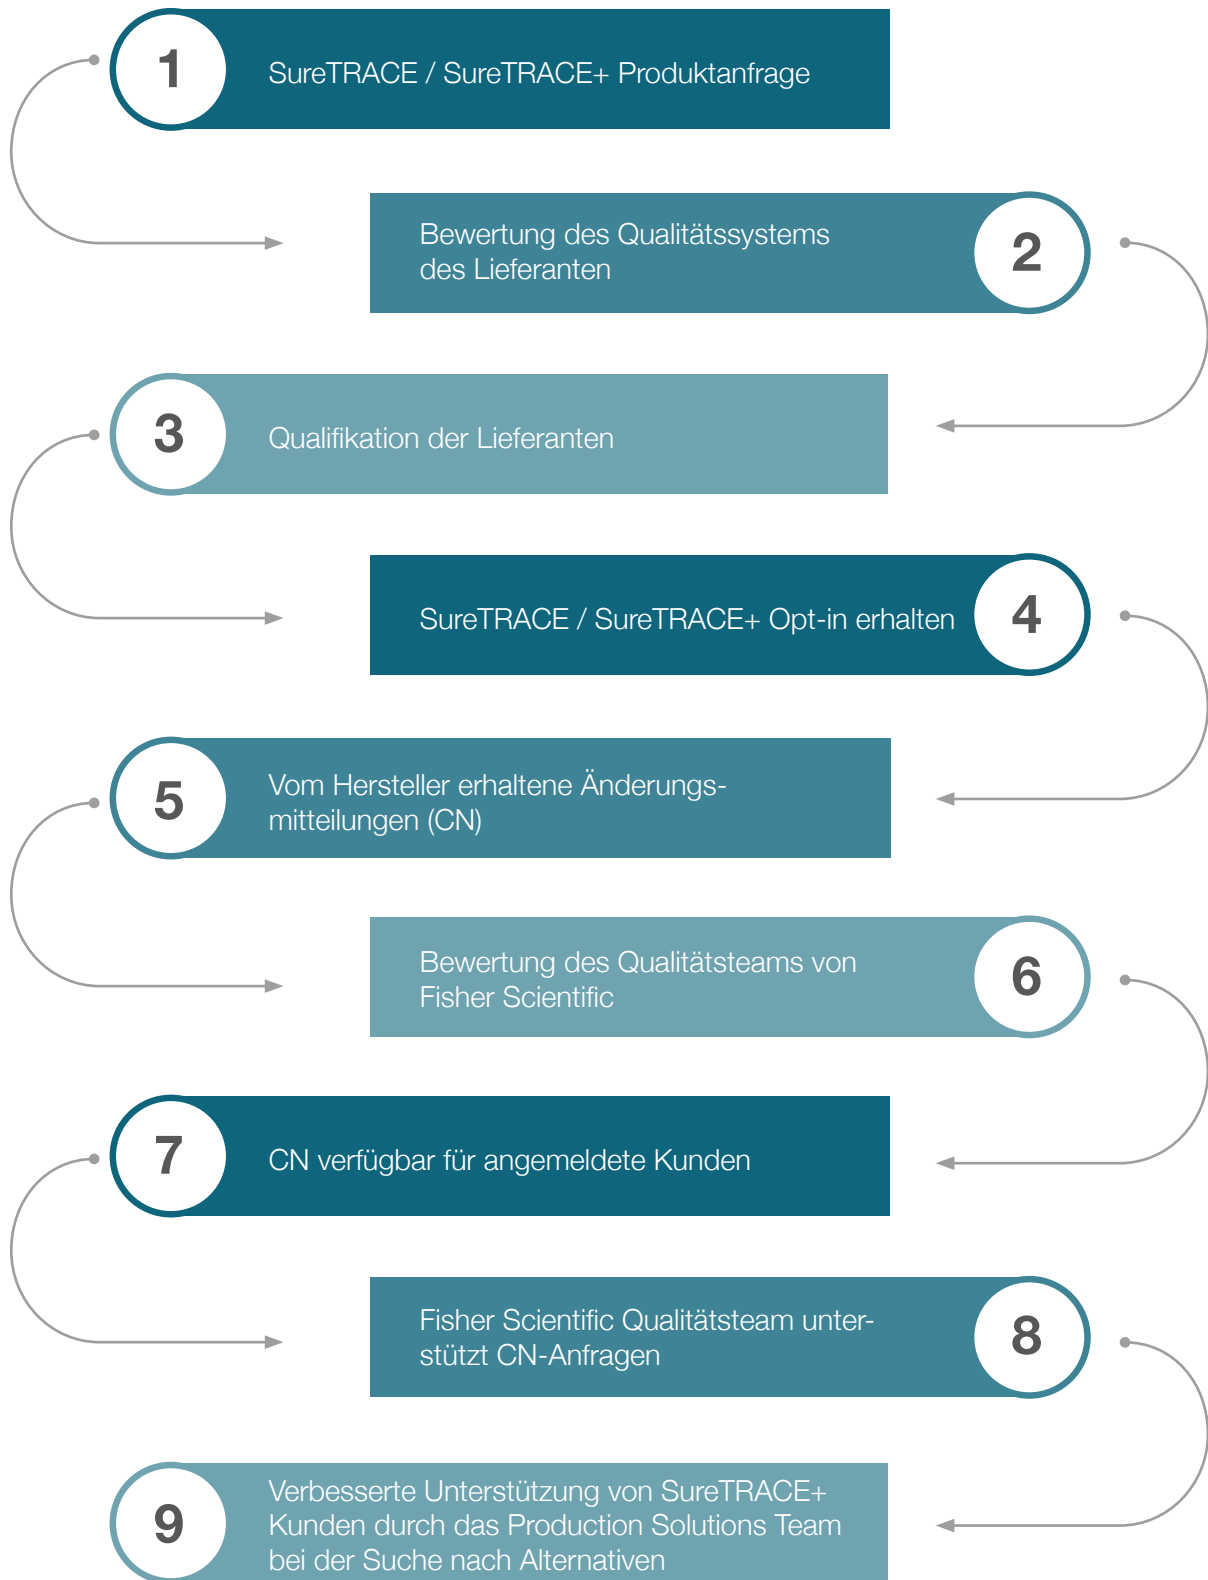 1
SureTRACE / SureTRACE+ Produktanfrage
Bewertung des Qualitätssystems
des Lieferanten
2
3
Qualifikation der Lieferanten
SureTRACE / SureTRACE+ Opt-in erhalten
4
5
Vom Hersteller erhaltene Änderungs-
mitteilungen (CN)
Bewertung des Qualitätsteams von
Fisher Scientific
6
7
CN verfügbar für angemeldete Kunden
Fisher Scientific Qualitätsteam unter-
stützt CN-Anfragen
8
9
Verbesserte Unterstützung von SureTRACE+
Kunden durch das Production Solutions Team
bei der Suche nach Alternativen